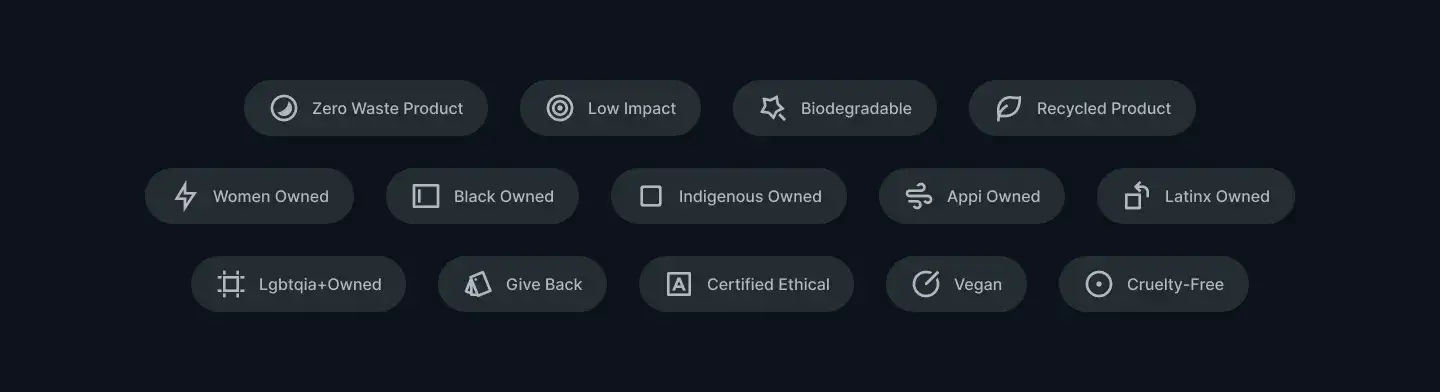 Zero Waste Product Low Impact Biodegradable Recycled Product
Women Owned Black Owned Indigenous Owned Appi Owned Latinx Owned
Lgbtqia+Owned Give Back Certified Ethical Vegan Cruelty-Free